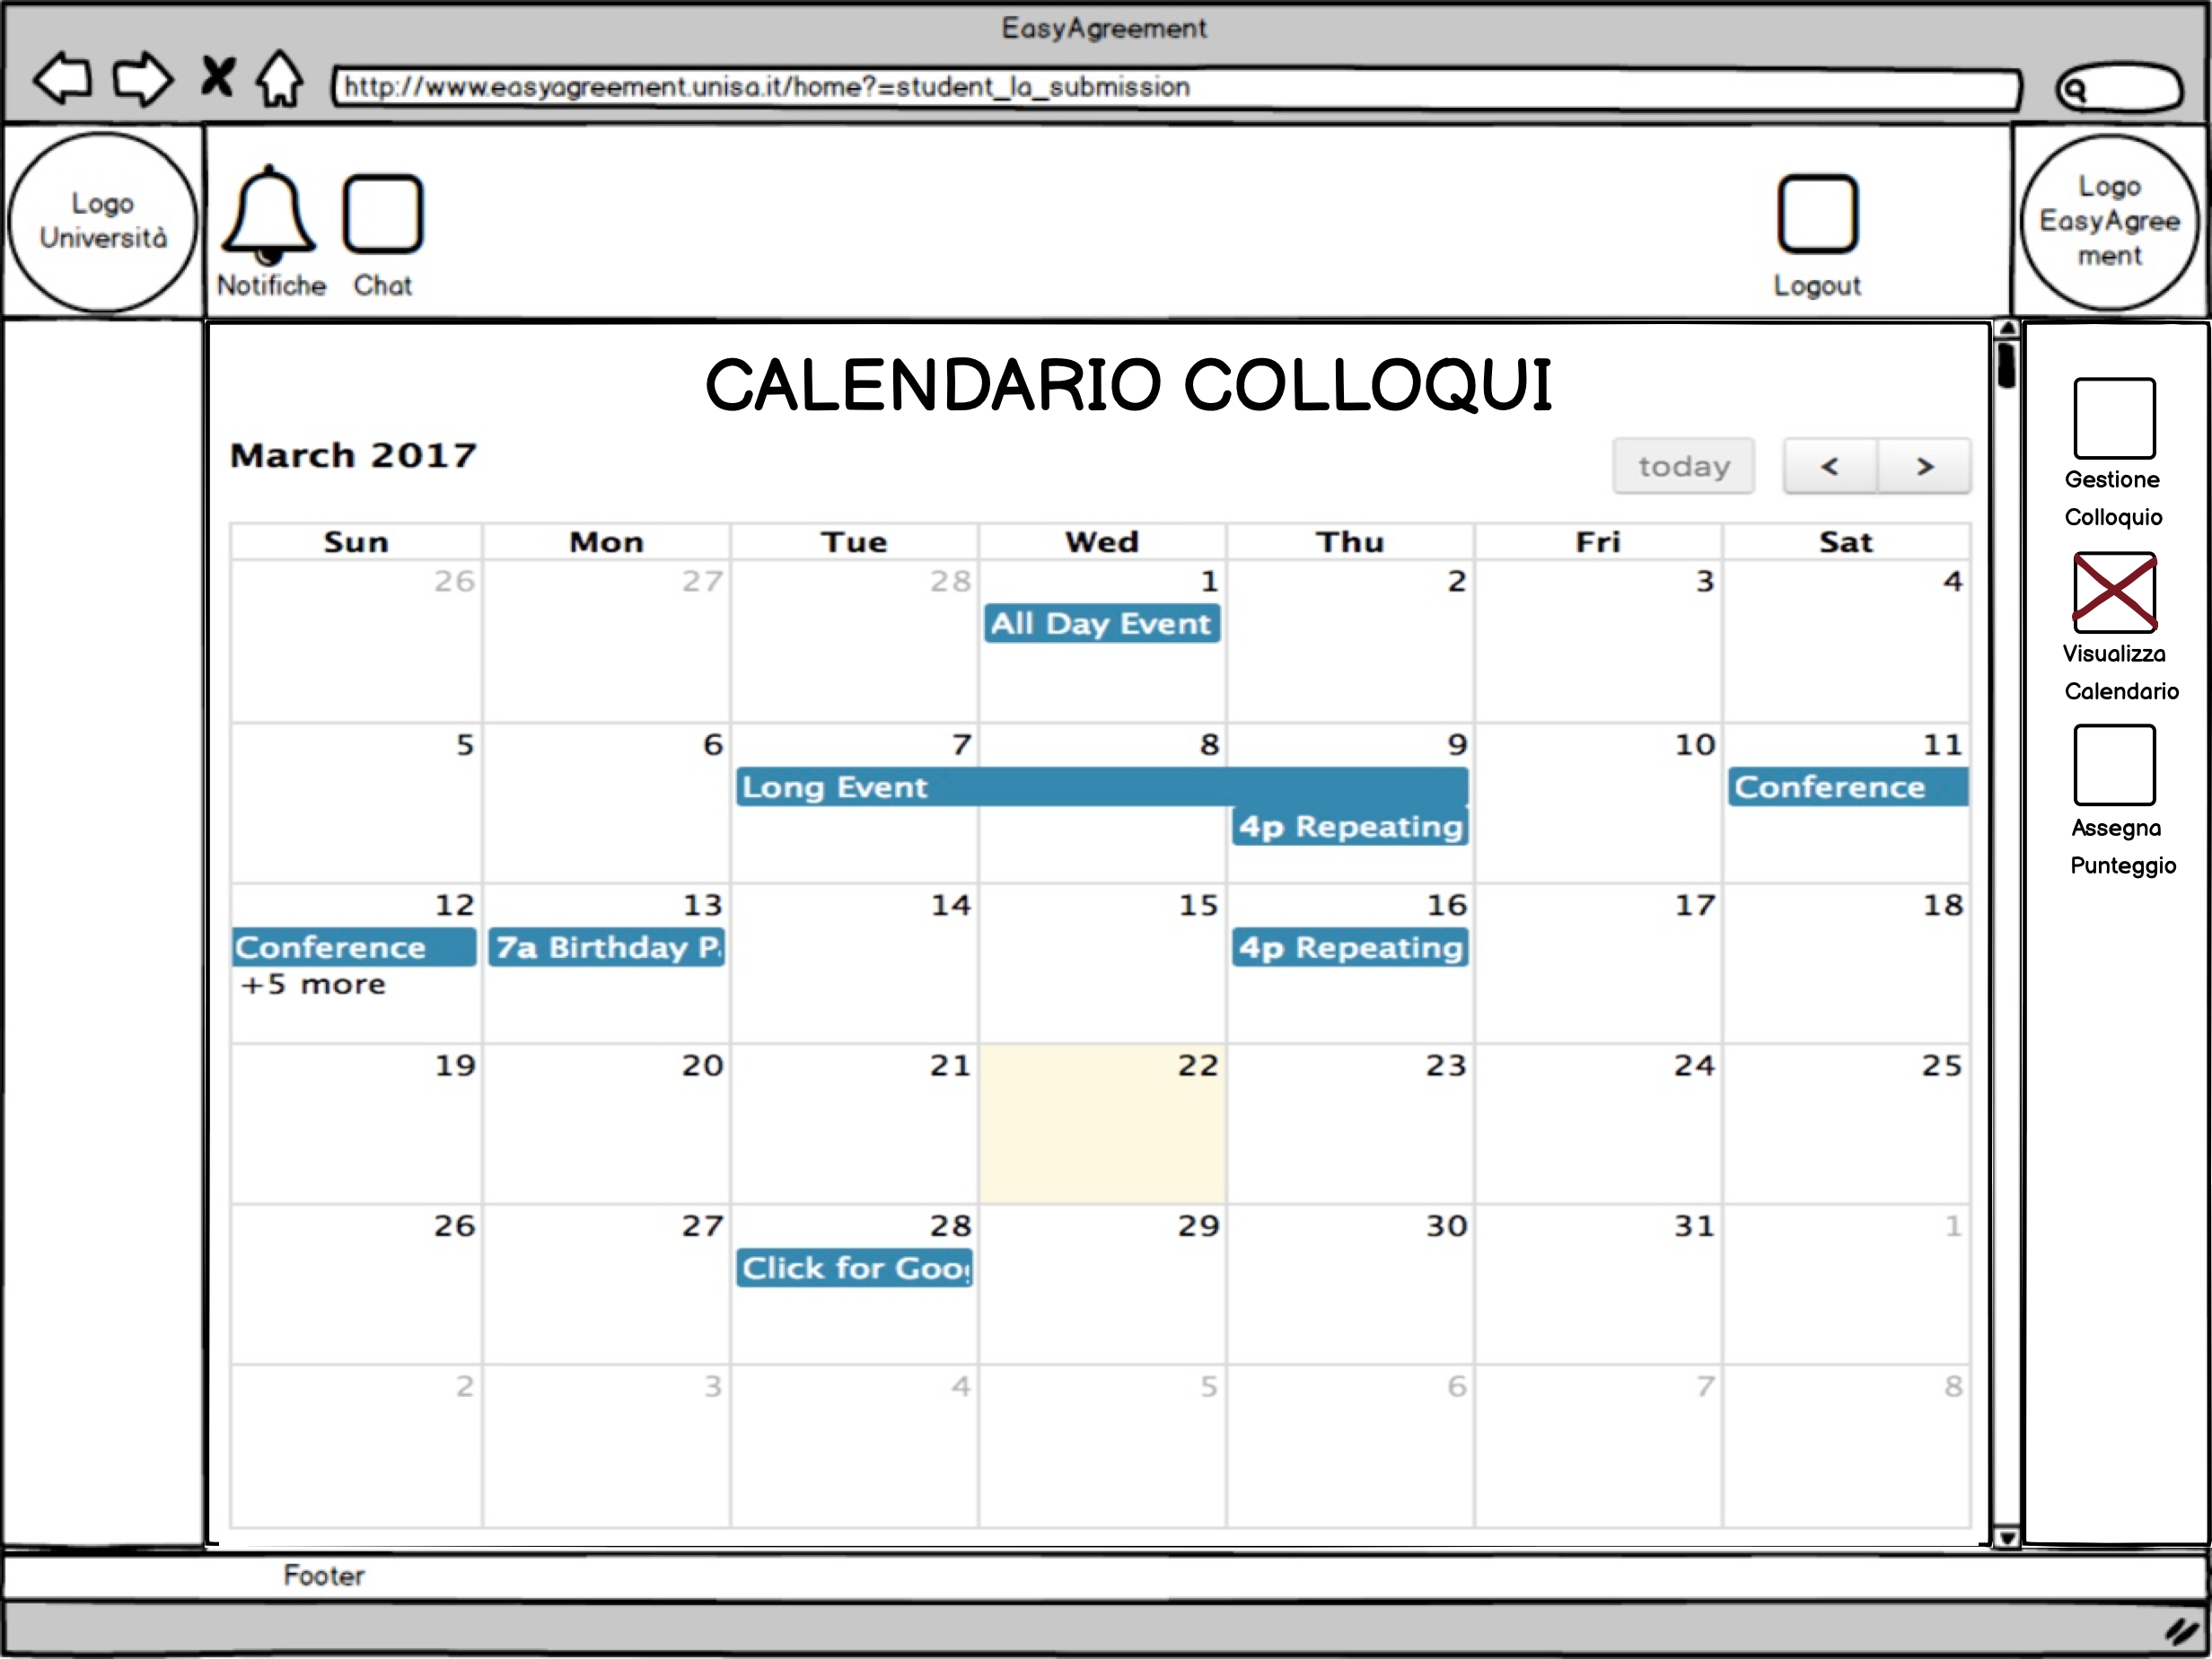 EasyAgreement
http://www.easyagreement.unisa.it/home?=student_la_submission
Logo
Università
Notifiche
Chat
Logout
Logo
EasyAgree
ment
CALENDARIO COLLOQUI
March 2017
today
<
>
Sun Mon Tue Wed Thu Fri Sat
26 27 28 1 2 3 4
All Day Event
5 6 7 8 9 10 11
Long Event
Conference
4p Repeating
12 13 14 15 16 17 18
Conference
7a Birthday P
4p Repeating
+5 more
19 20 21 22 23 24 25
26 27 28 29 30 31 1
Click for Goog
2 3 4 5 6 7 8
Gestione
Colloquio
Visualizza
Calendario
Assegna
Punteggio
Footer